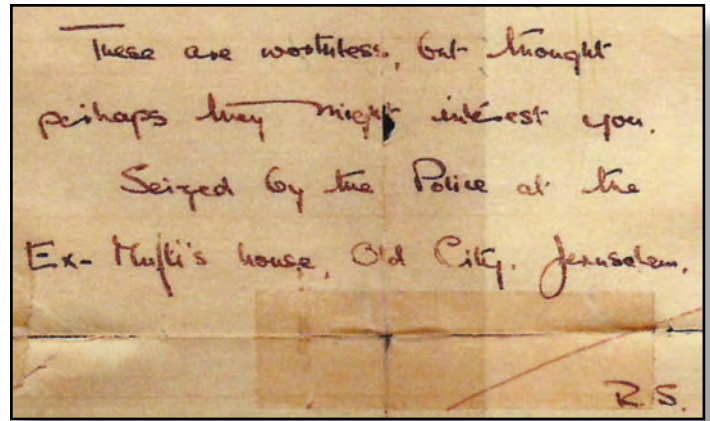 These are worthless, but thought
perhaps they might interest you.
Seized by the Police at the
Ex-Mufti's house, Old City, Jerusalem.
R.S.